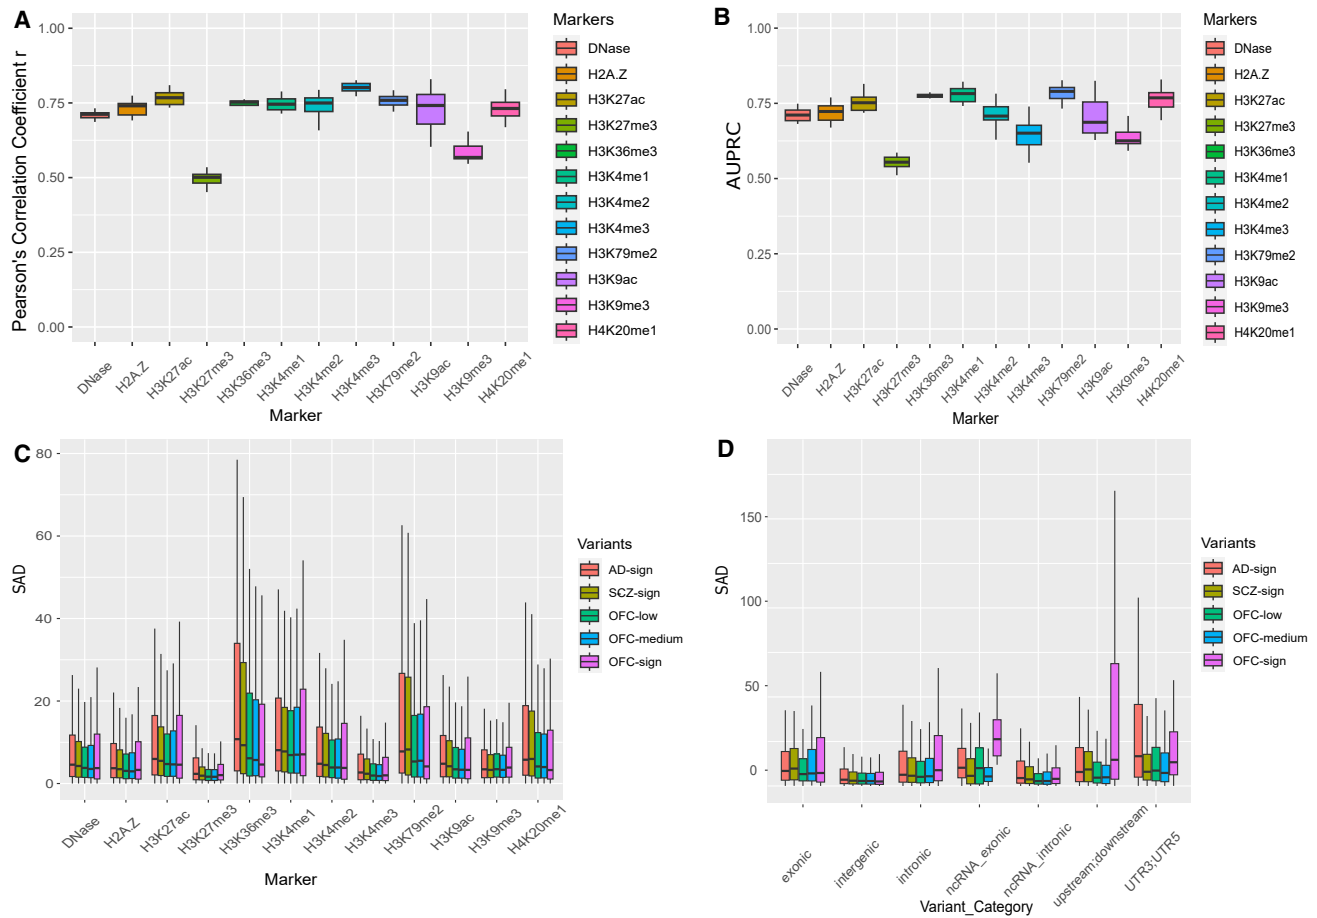 A
Pearson's Correlation Coefficient r
1.00
0.75
0.50
0.25
0.00
DNase
H2A.Z
H3K27ac
H3K27me3
H3K36me3
H3K4me1
H3K4me2
H3K4me3
H3K79me2
H3K9ac
H3K9me3
H4K20me1
Marker
Markers
DNase
H2A.Z
H3K27ac
H3K27me3
H3K36me3
H3K4me1
H3K4me2
H3K4me3
H3K79me2
H3K9ac
H3K9me3
H4K20me1
B
AUPRC
1.00
0.75
0.50
0.25
0.00
DNase
H2A.Z
H3K27ac
H3K27me3
H3K36me3
H3K4me1
H3K4me2
H3K4me3
H3K79me2
H3K9ac
H3K9me3
H4K20me1
Marker
Markers
DNase
H2A.Z
H3K27ac
H3K27me3
H3K36me3
H3K4me1
H3K4me2
H3K4me3
H3K79me2
H3K9ac
H3K9me3
H4K20me1
C
SAD
80
60
40
20
0
DNase
H2A.Z
H3K27ac
H3K27me3
H3K36me3
H3K4me1
H3K4me2
H3K4me3
H3K79me2
H3K9ac
H3K9me3
H4K20me1
Marker
Variants
AD-sign
SCZ-sign
OFC-low
OFC-medium
OFC-sign
D
SAD
150
100
50
0
exonic
intergenic
intronic
ncRNA_exonic
ncRNA_intronic
upstream;downstream
UTR3;UTR5
Variant_Category
Variants
AD-sign
SCZ-sign
OFC-low
OFC-medium
OFC-sign